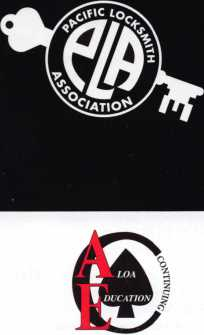 PACIFIC LOCKSMITH
PLA
ASSOCIATION
ALOA
CONTINUING
EDUCATION